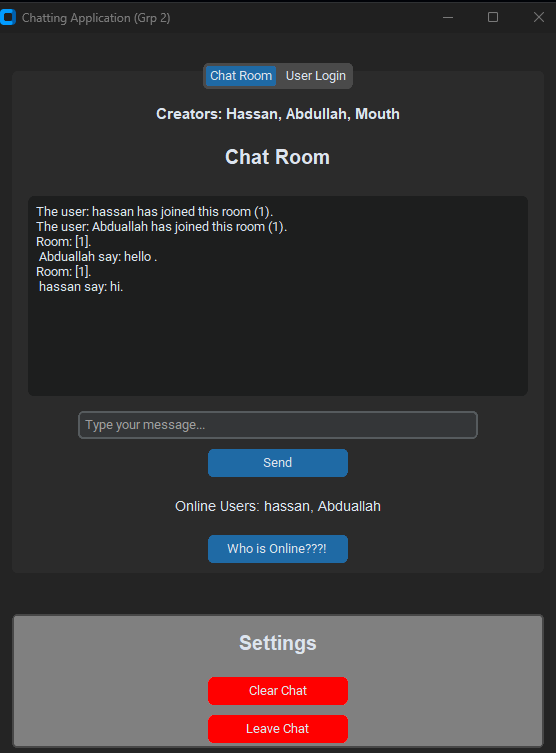 Chatting Application (Grp 2)
Chat Room User Login
Creators: Hassan, Abdullah, Mouth
Chat Room
The user: hassan has joined this room (1).
The user: Abduallah has joined this room (1).
Room: [1].
Abduallah say: hello .
Room: [1].
hassan say: hi.
Type your message...
Send
Online Users: hassan, Abduallah
Who is Online???!
Settings
Clear Chat
Leave Chat